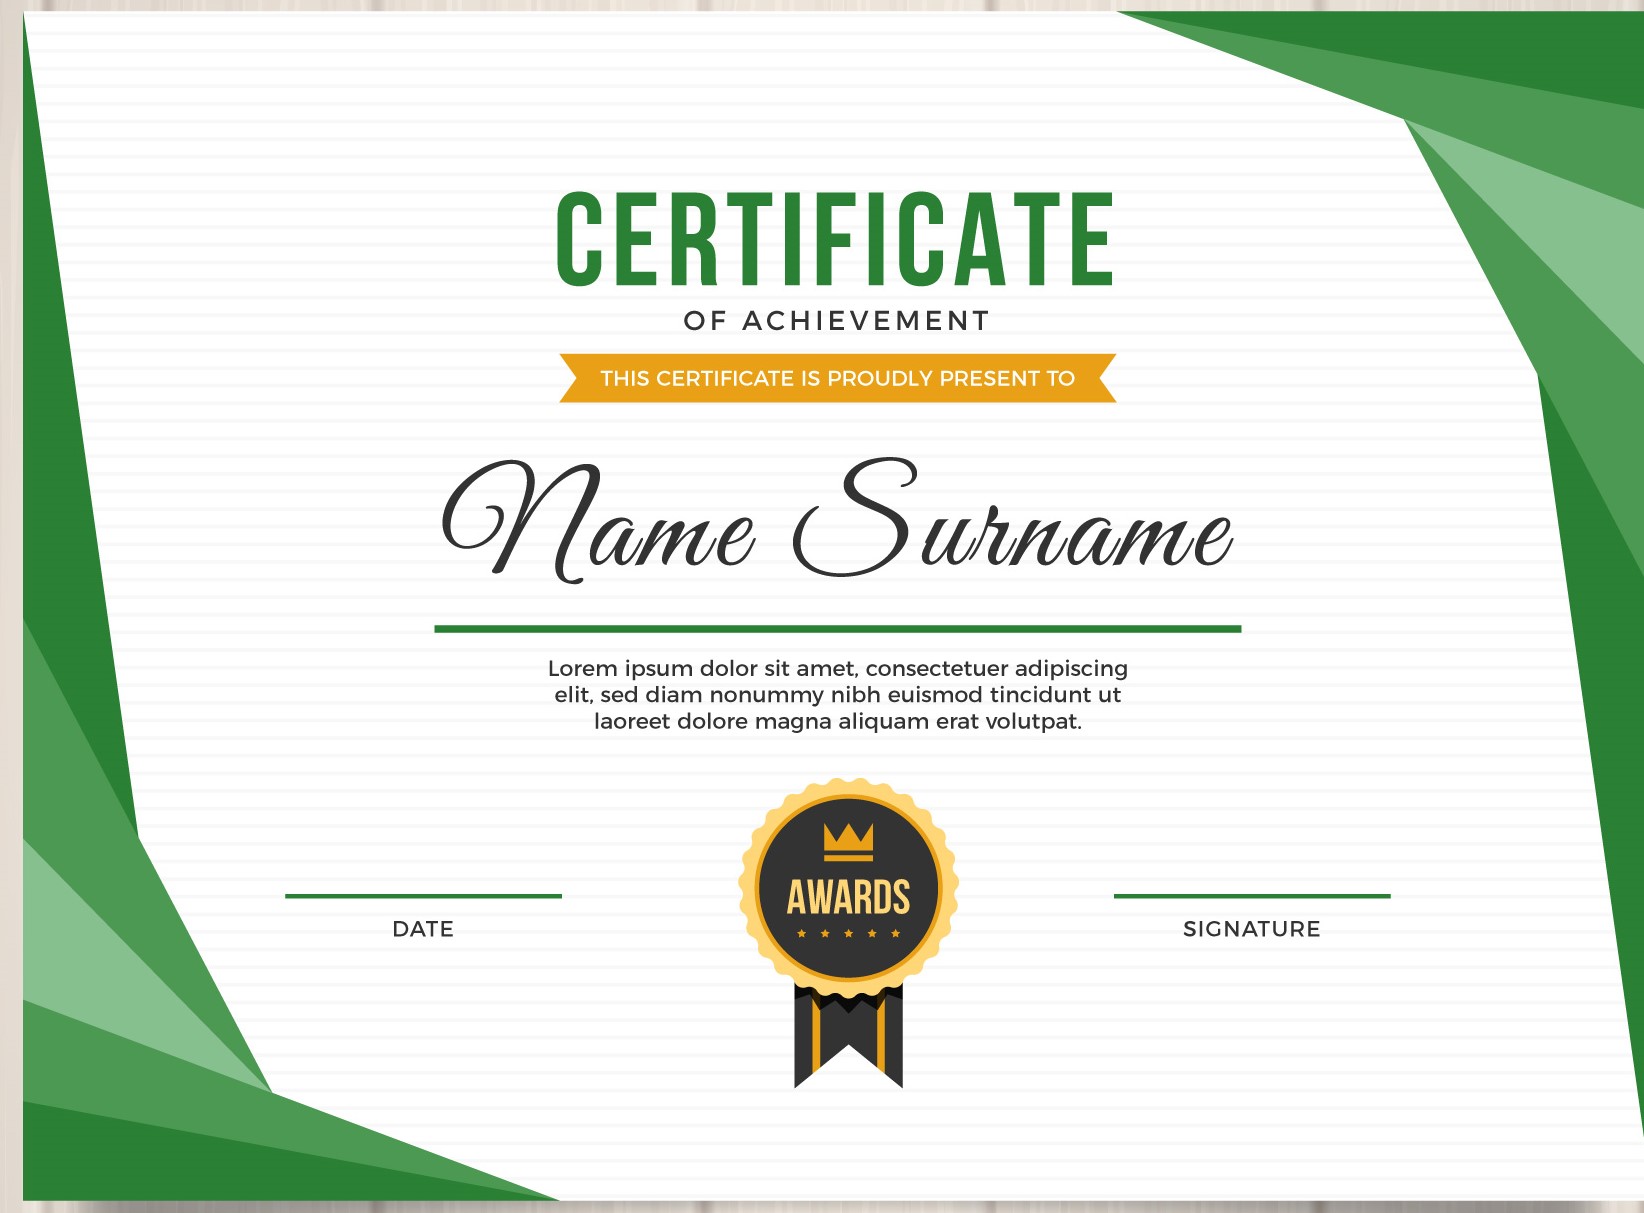 CERTIFICATE
OF ACHIEVEMENT
THIS CERTIFICATE IS PROUDLY PRESENT TO
Name Surname
Lorem ipsum dolor sit amet, consectetuer adipiscing
elit, sed diam nonummy nibh euismod tincidunt ut
laoreet dolore magna aliquam erat volutpat.
AWARDS
DATE
SIGNATURE